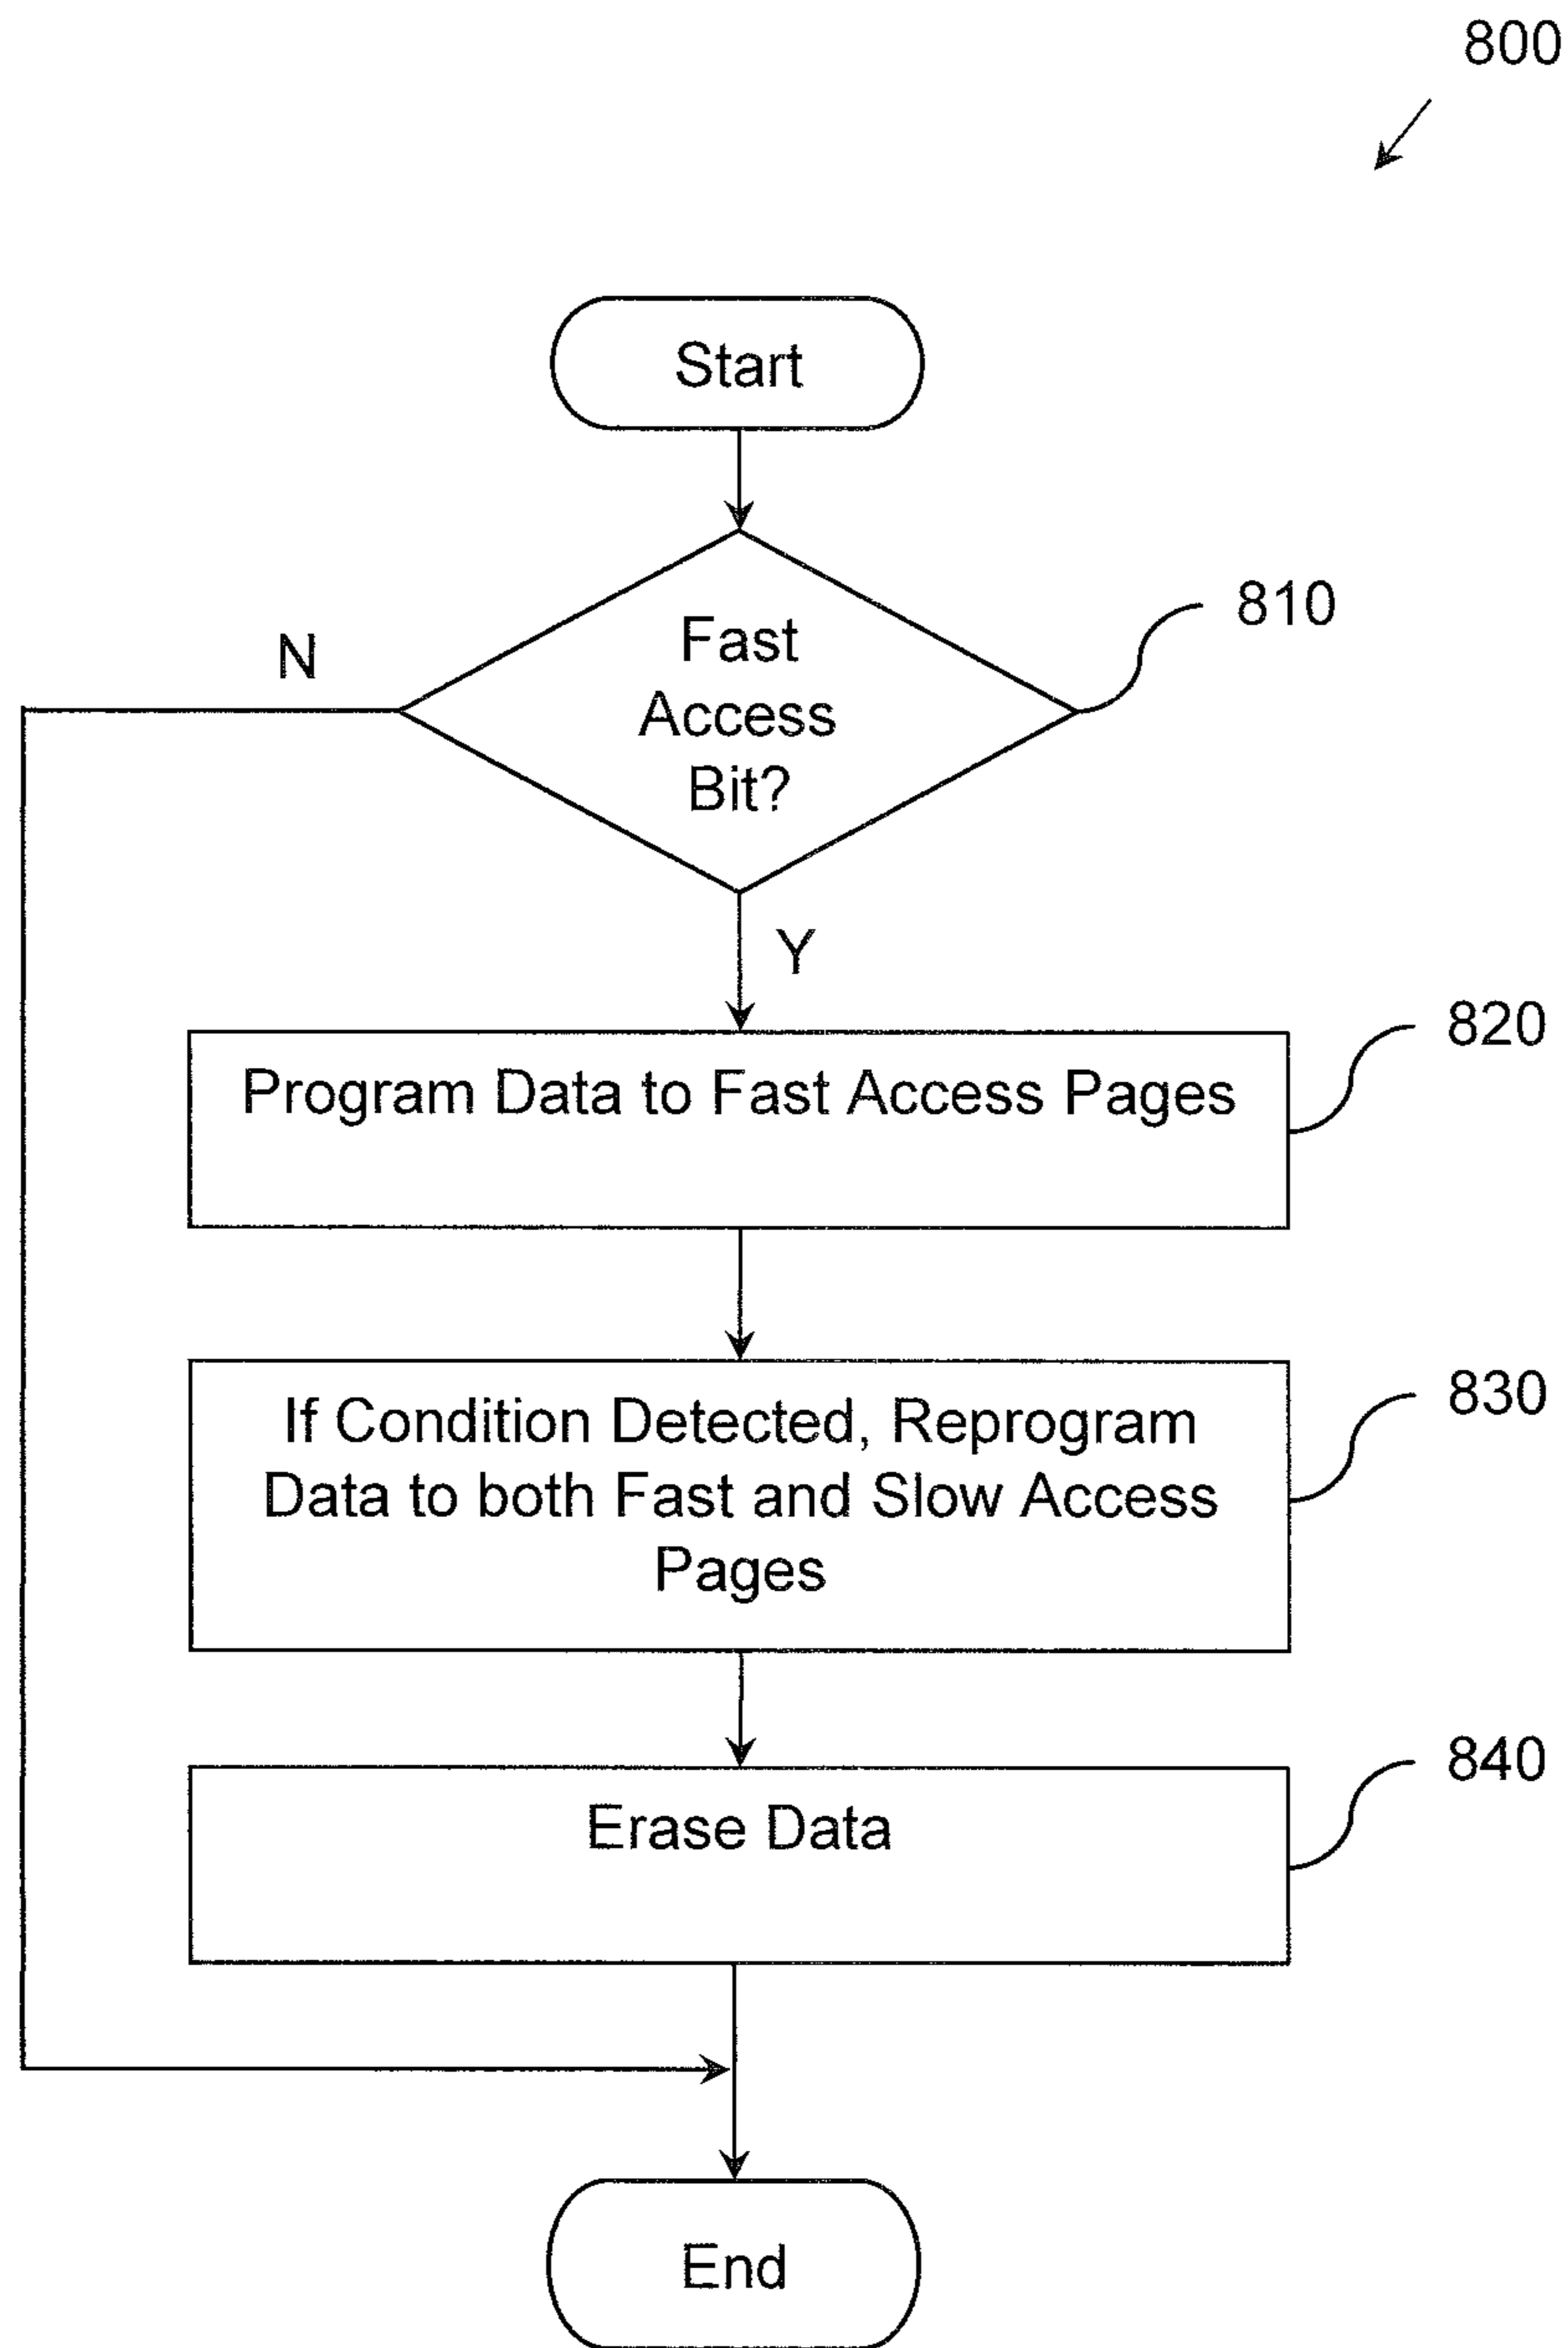 800
Start
Fast
Access
Bit?
810
N
Y
Program Data to Fast Access Pages
820
If Condition Detected, Reprogram
Data to both Fast and Slow Access
Pages
830
Erase Data
840
End